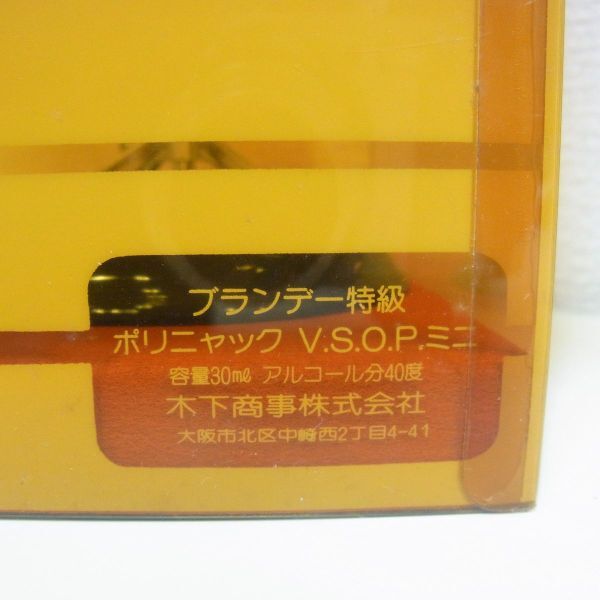 ブランデー特級
ポリニャック V.S.O.P.ミニ
容量30㎖ アルコール分40度
木下商事株式会社
大阪市北区中崎西2丁目4-41